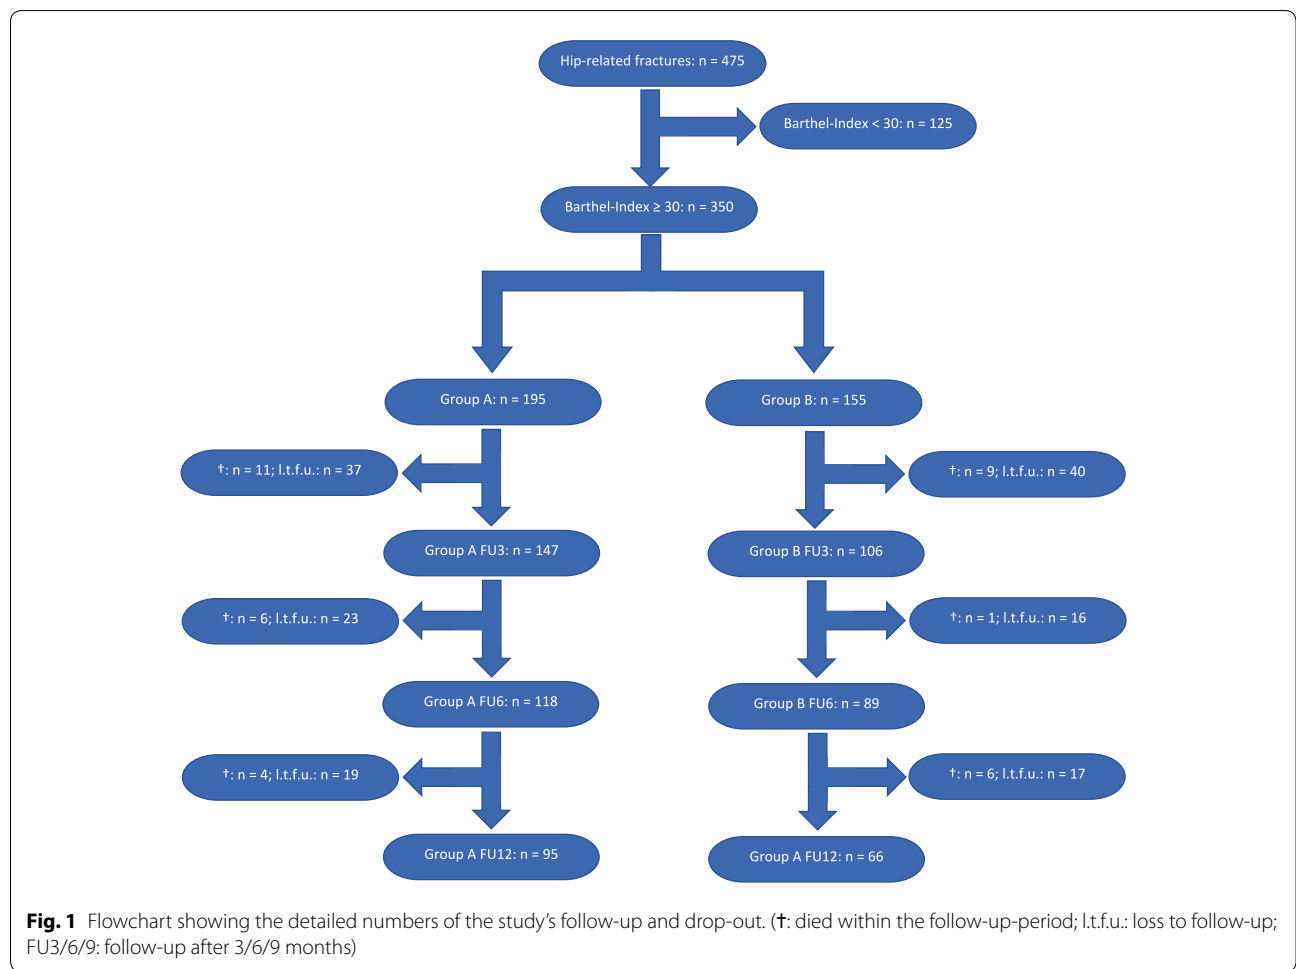 Hip-related fractures: n = 475
Barthel-Index < 30: n = 125
Barthel-Index ≥ 30: n = 350
Group A: n = 195
Group B: n = 155
†: n = 11; l.t.f.u.: n = 37
†: n = 9; l.t.f.u.: n = 40
Group A FU3: n = 147
Group B FU3: n = 106
†: n = 6; l.t.f.u.: n = 23
†: n = 1; l.t.f.u.: n = 16
Group A FU6: n = 118
Group B FU6: n = 89
†: n = 4; l.t.f.u.: n = 19
†: n = 6; l.t.f.u.: n = 17
Group A FU12: n = 95
Group A FU12: n = 66
Fig. 1 Flowchart showing the detailed numbers of the study's follow-up and drop-out. (†: died within the follow-up-period; l.t.f.u.: loss to follow-up;
FU3/6/9: follow-up after 3/6/9 months)